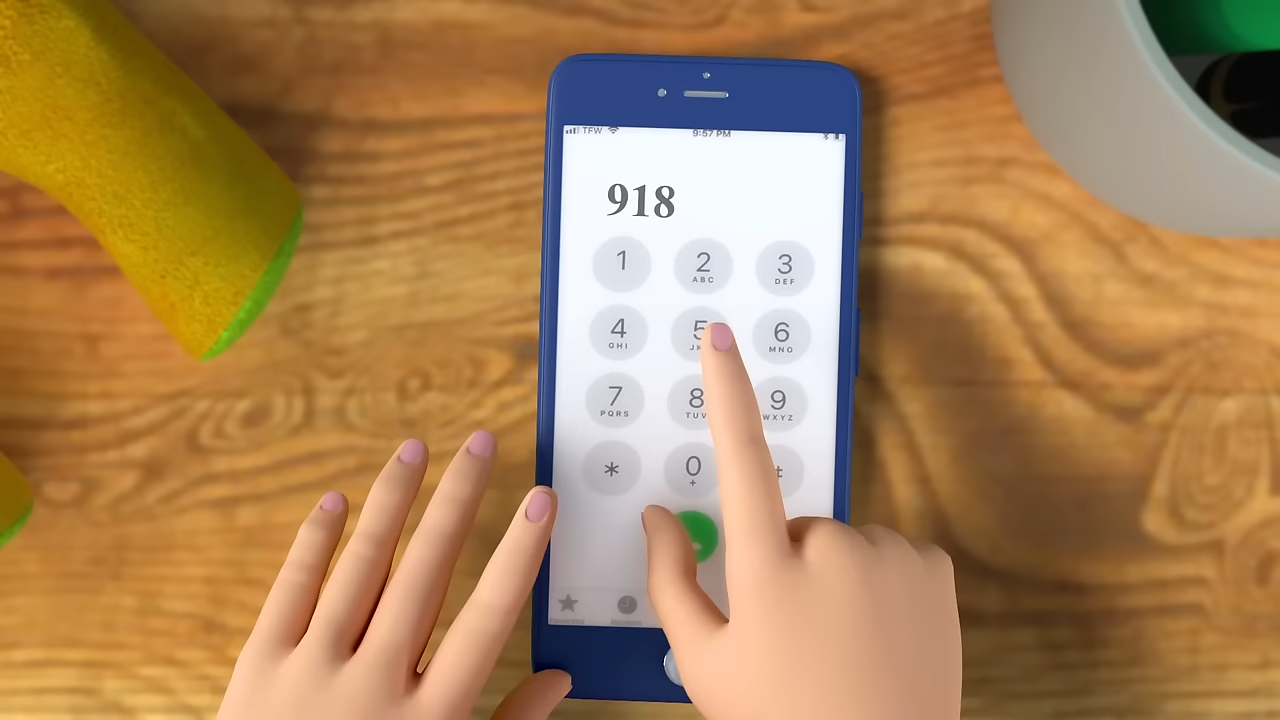 TFW 9:57 PM
918
1 2 3
ABC DEF
4 5 6
GHI MNO
7 8 9
PQRS TUV WXYZ
* 0
+